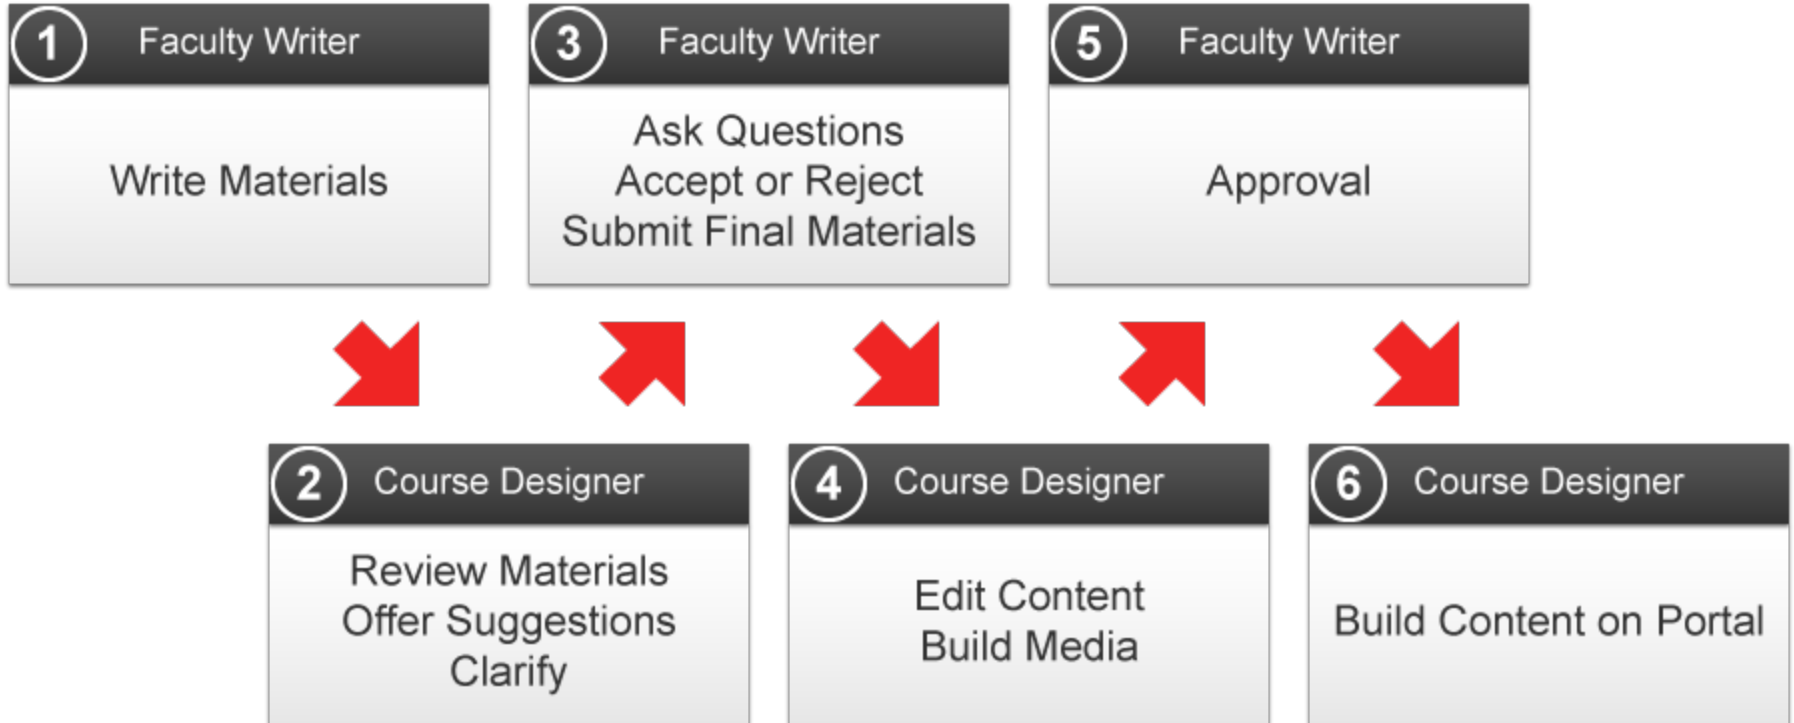 1 Faculty Writer
Write Materials
2 Course Designer
Review Materials
Offer Suggestions
Clarify
3 Faculty Writer
Ask Questions
Accept or Reject
Submit Final Materials
4 Course Designer
Edit Content
Build Media
5 Faculty Writer
Approval
6 Course Designer
Build Content on Portal